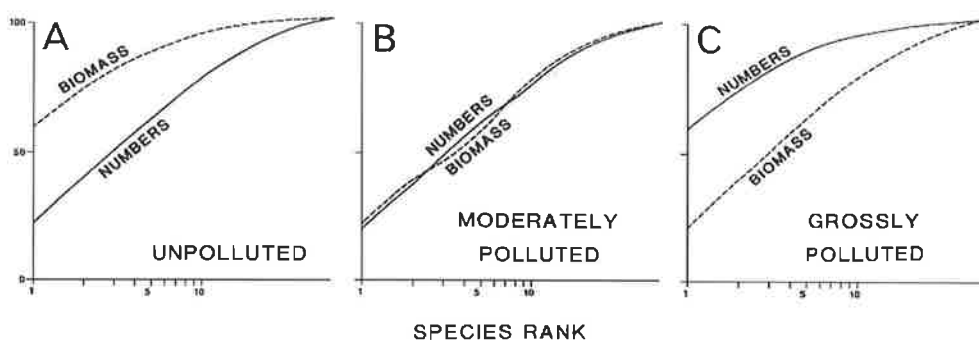 100
50
0
A
BIOMASS
NUMBERS
UNPOLLUTED
1
5
10
B
NUMBERS
BIOMASS
MODERATELY
POLLUTED
1
5
10
C
NUMBERS
BIOMASS
GROSSLY
POLLUTED
1
5
10
SPECIES RANK